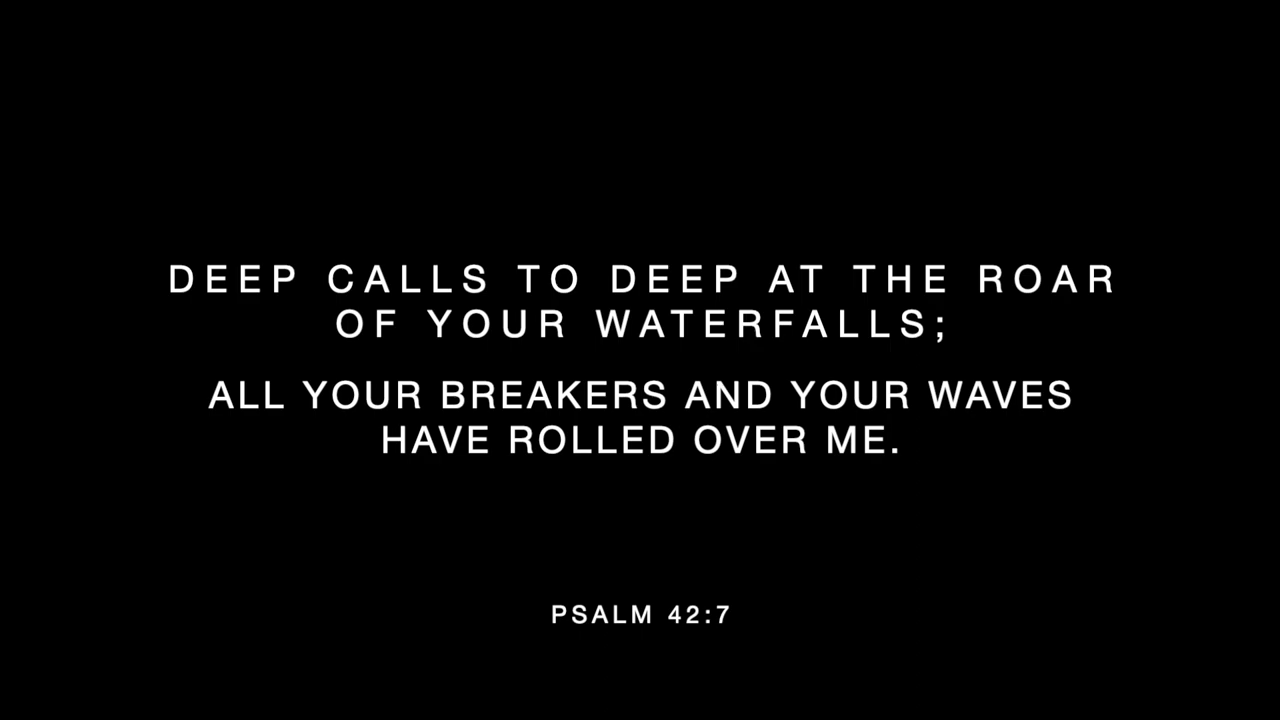 DEEP CALLS TO DEEP AT THE ROAR
OF YOUR WATERFALLS;
ALL YOUR BREAKERS AND YOUR WAVES
HAVE ROLLED OVER ME.
PSALM 42:7